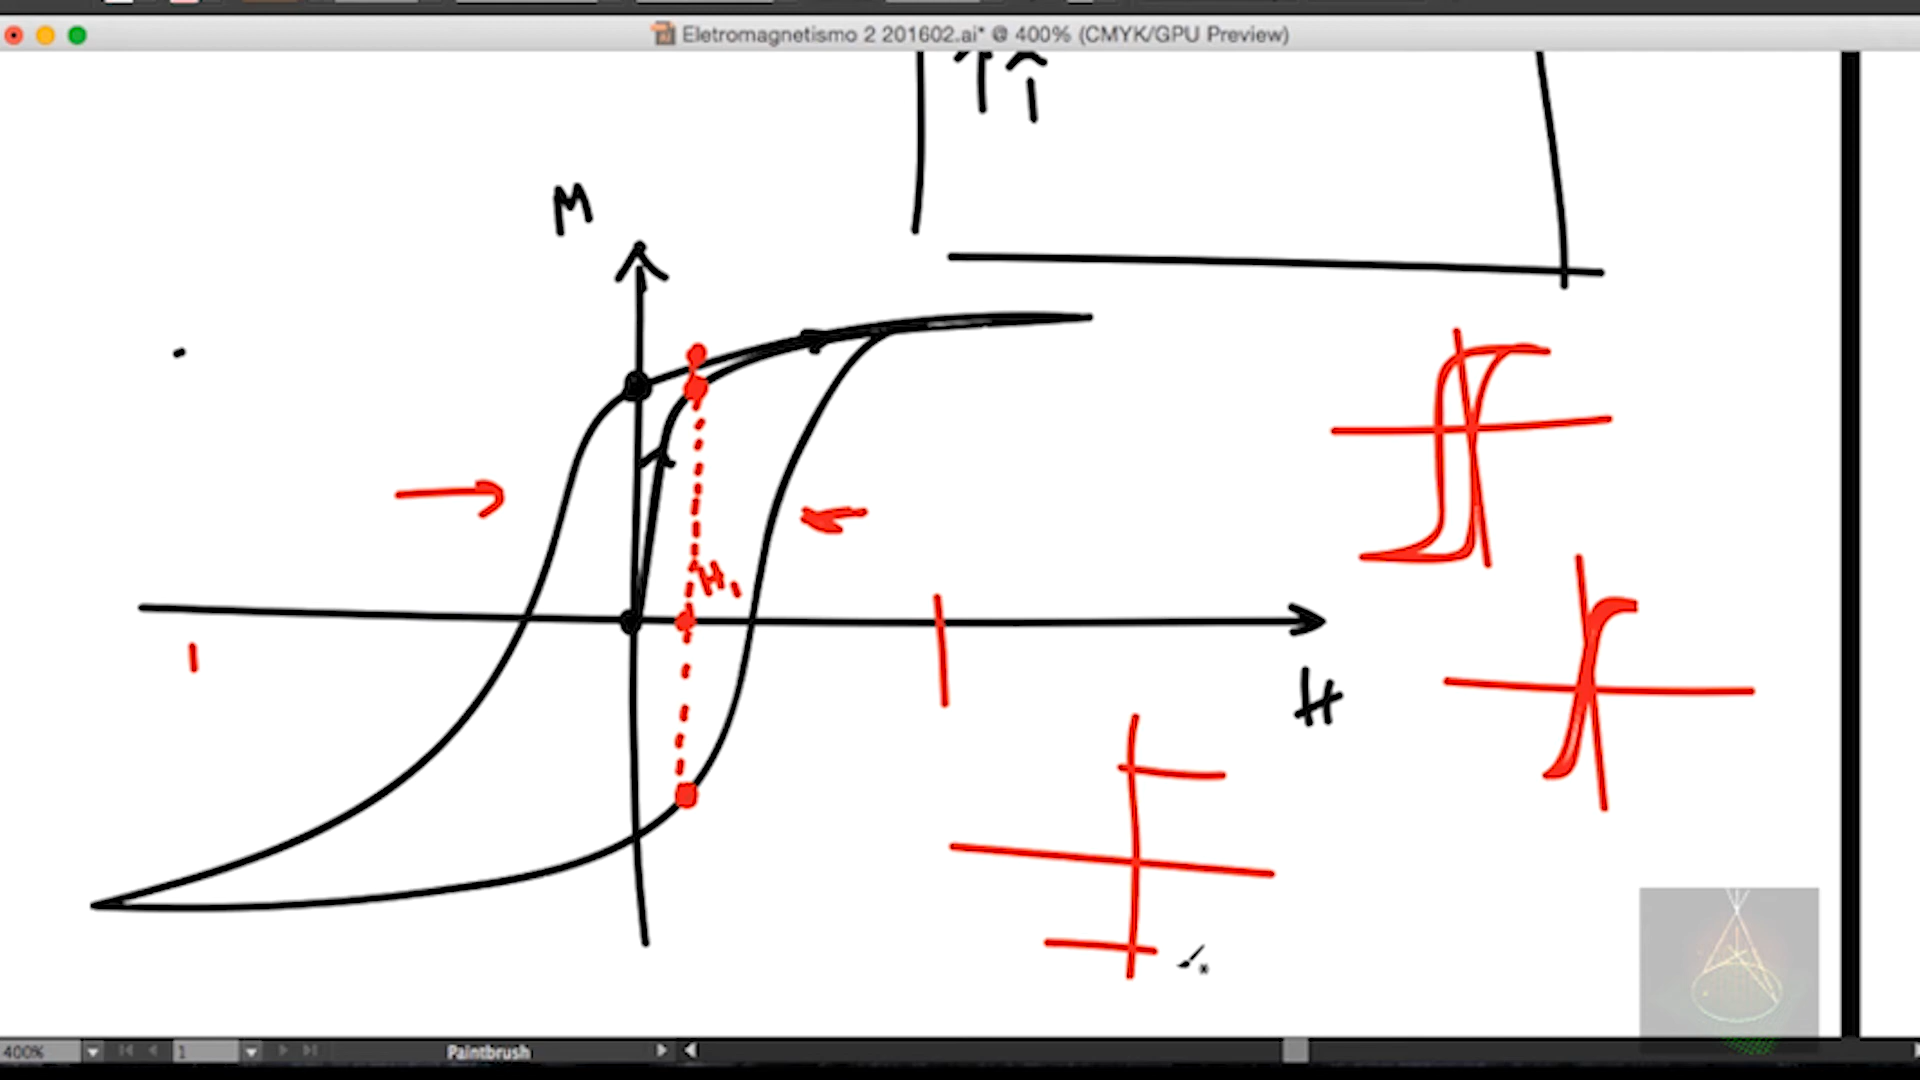 Eletromagnetismo 2 201602.ai* @ 400% (CMYK/GPU Preview)
M
H₁
H
400%
1
Paintbrush